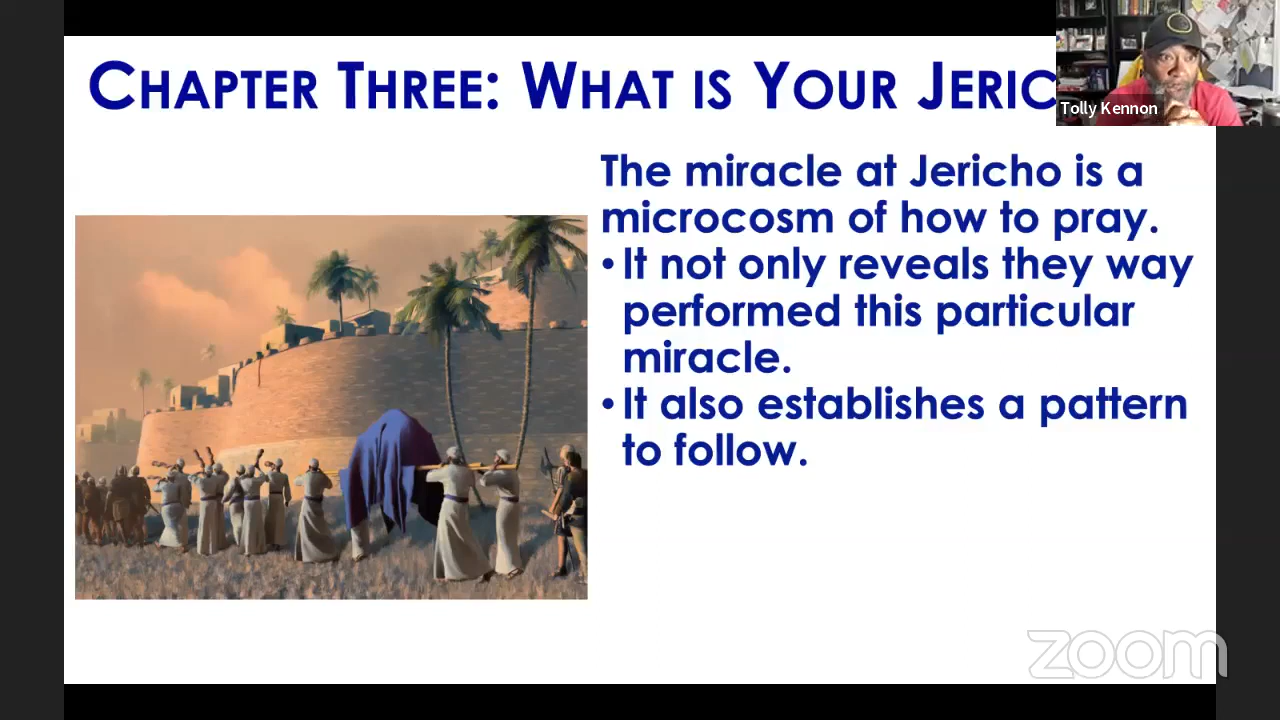 CHAPTER THREE: WHAT IS YOUR JERIC
Tolly Kennon
The miracle at Jericho is a
microcosm of how to pray.
• It not only reveals they way
performed this particular
miracle.
• It also establishes a pattern
to follow.
zoom